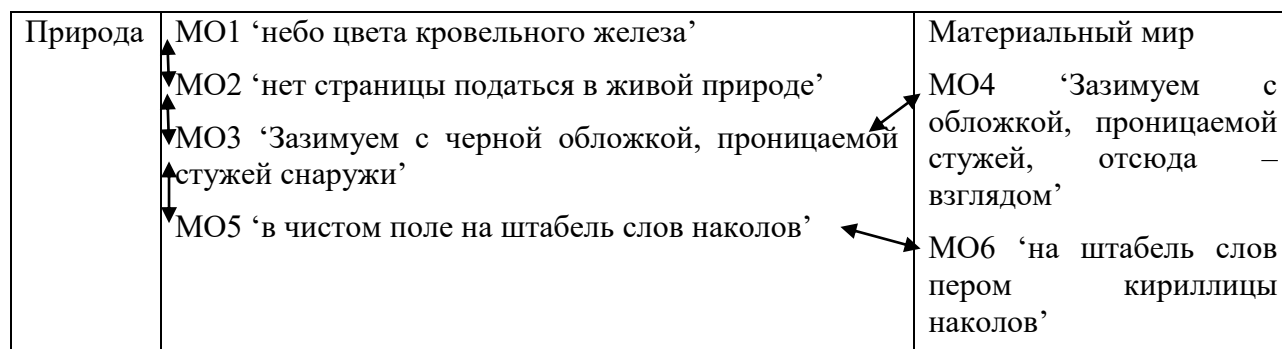 Природа
МО1 ‘небо цвета кровельного железа’
МО2 ‘нет страницы податься в живой природе’
МО3 ‘Зазимуем с черной обложкой, проницаемой
стужей снаружи’
МО5 ‘в чистом поле на штабель слов наколов’
Материальный мир
МО4 ‘Зазимуем с
обложкой, проницаемой
стужей, отсюда –
взглядом’
МО6 ‘на штабель слов
пером кириллицы
наколов’